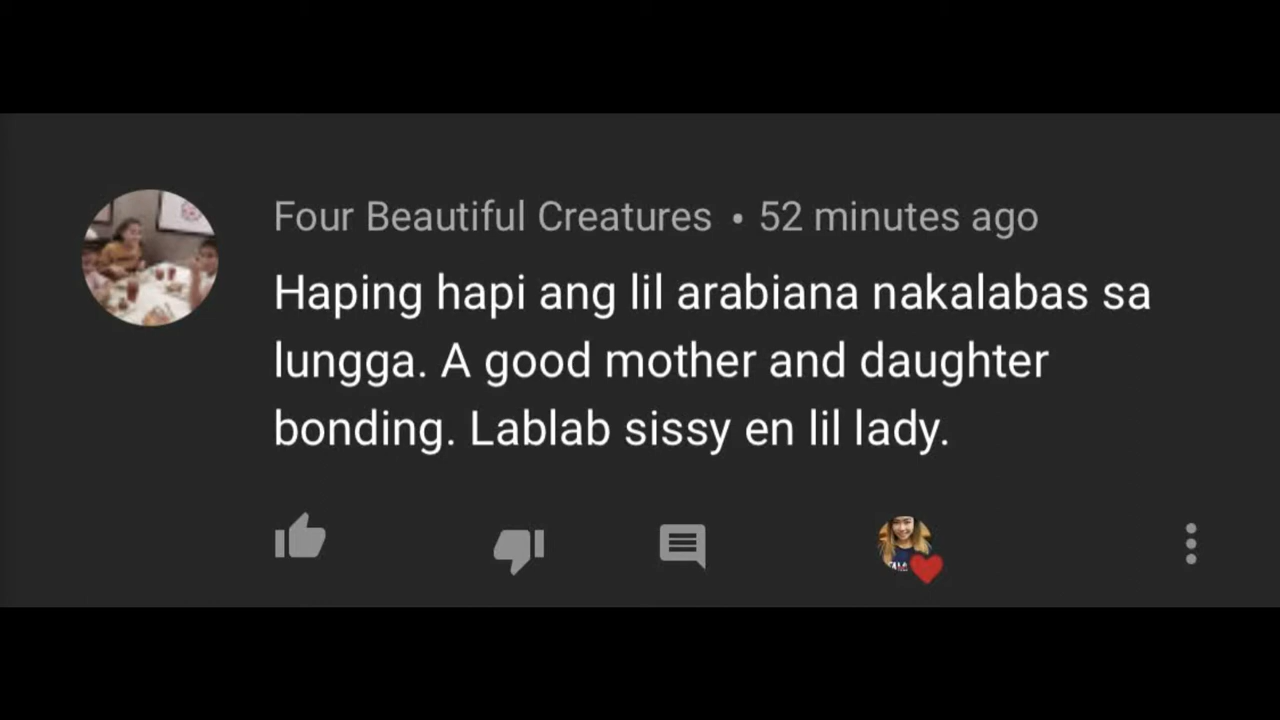 Four Beautiful Creatures • 52 minutes ago
Haping hapi ang lil arabiana nakalabas sa
lungga. A good mother and daughter
bonding. Lablab sissy en lil lady.